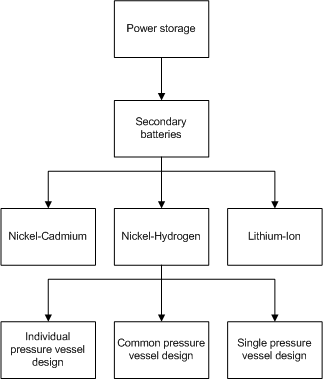 Power storage
Secondary
batteries
Nickel-Cadmium
Nickel-Hydrogen
Lithium-Ion
Individual
pressure vessel
design
Common pressure
vessel design
Single pressure
vessel design